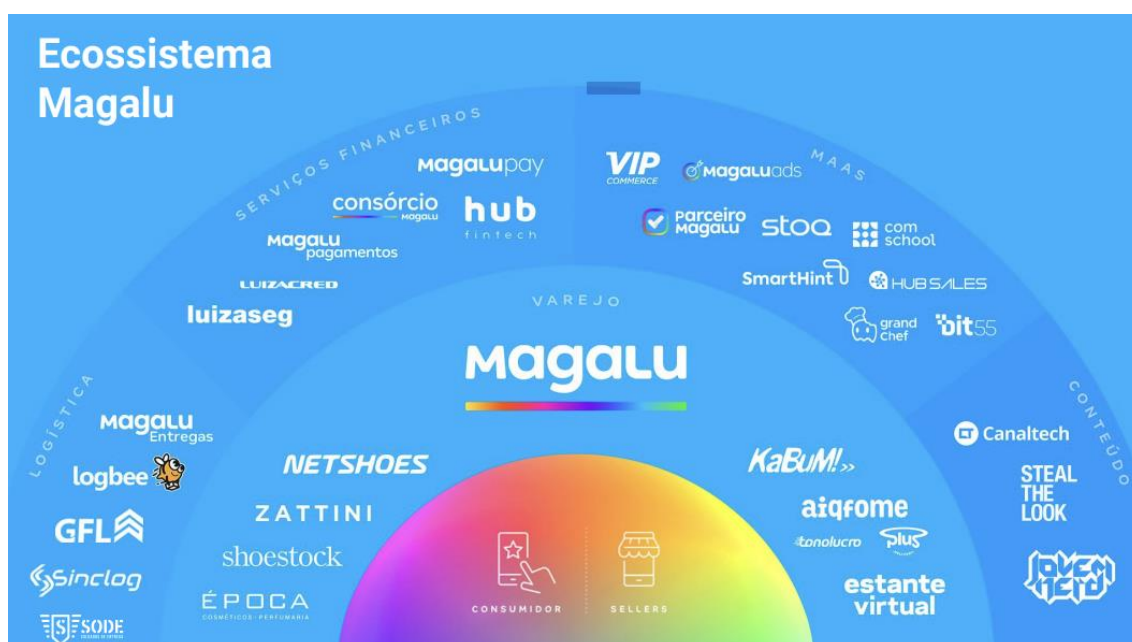 Ecossistema
Magalu
SERVIÇOS FINANCEIROS
magalupay
consórcio
magalu
hub
fintech
magalu
pagamentos
LUIZACRED
luizaseg
MAAS
VIP
COMMERCE
magaluads
parceiro
magalu
stoq
com
school
SmartHint
HUBSALES
grand
chef
bit55
VAREJO
magalu
LOGÍSTICA
magalu
Entregas
logbee
GFL
Sinclog
SODE
NETSHOES
ZATTINI
shoestock
ÉPOCA
COSMÉTICOS · PERFUMARIA
KaBuM!
aiqfome
tonolucro
plus
estante
virtual
CONTEÚDO
Canaltech
STEAL
THE
LOOK
JOVEM
NERD
CONSUMIDOR
SELLERS